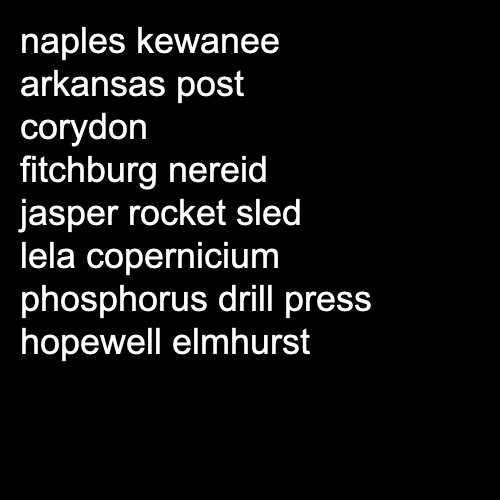 naples kewanee
arkansas post
corydon
fitchburg nereid
jasper rocket sled
lela copernicium
phosphorus drill press
hopewell elmhurst